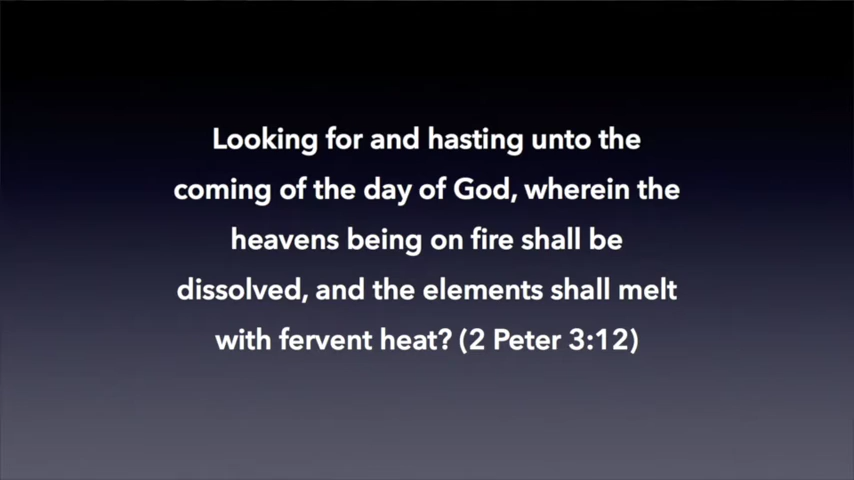 Looking for and hasting unto the
coming of the day of God, wherein the
heavens being on fire shall be
dissolved, and the elements shall melt
with fervent heat? (2 Peter 3:12)